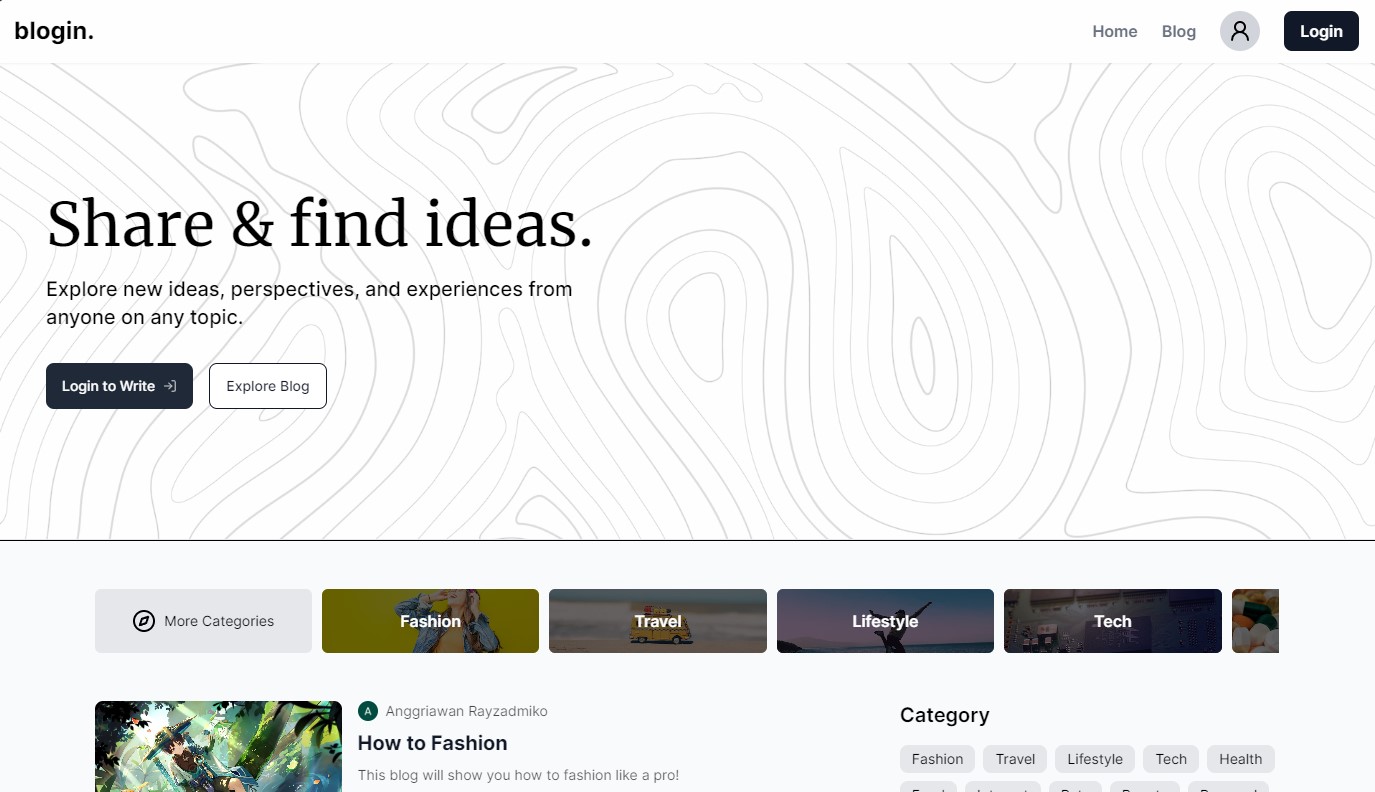 blogin.
Home
Blog
Login
Share & find ideas.
Explore new ideas, perspectives, and experiences from
anyone on any topic.
Login to Write
Explore Blog
More Categories
Fashion
Travel
Lifestyle
Tech
A
Anggriawan Rayzadmiko
How to Fashion
This blog will show you how to fashion like a pro!
Category
Fashion
Travel
Lifestyle
Tech
Health